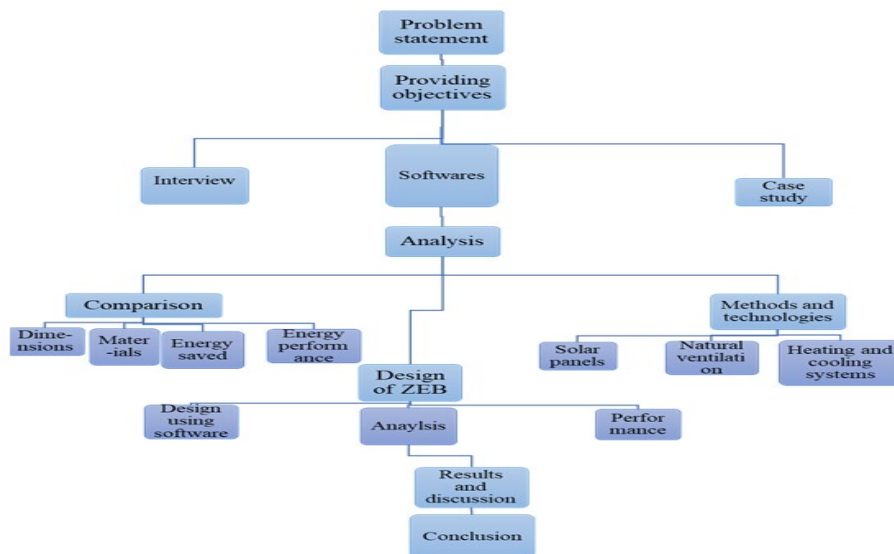 Problem
statement
Providing
objectives
Interview
Softwares
Case
study
Analysis
Comparison
Methods and
technologies
Dime-
nsions
Mater
-ials
Energy
saved
Energy
perform
ance
Solar
panels
Natural
ventilati
on
Heating and
cooling
systems
Design
of ZEB
Design
using
software
Anaylsis
Perfor
mance
Results
and
discussion
Conclusion